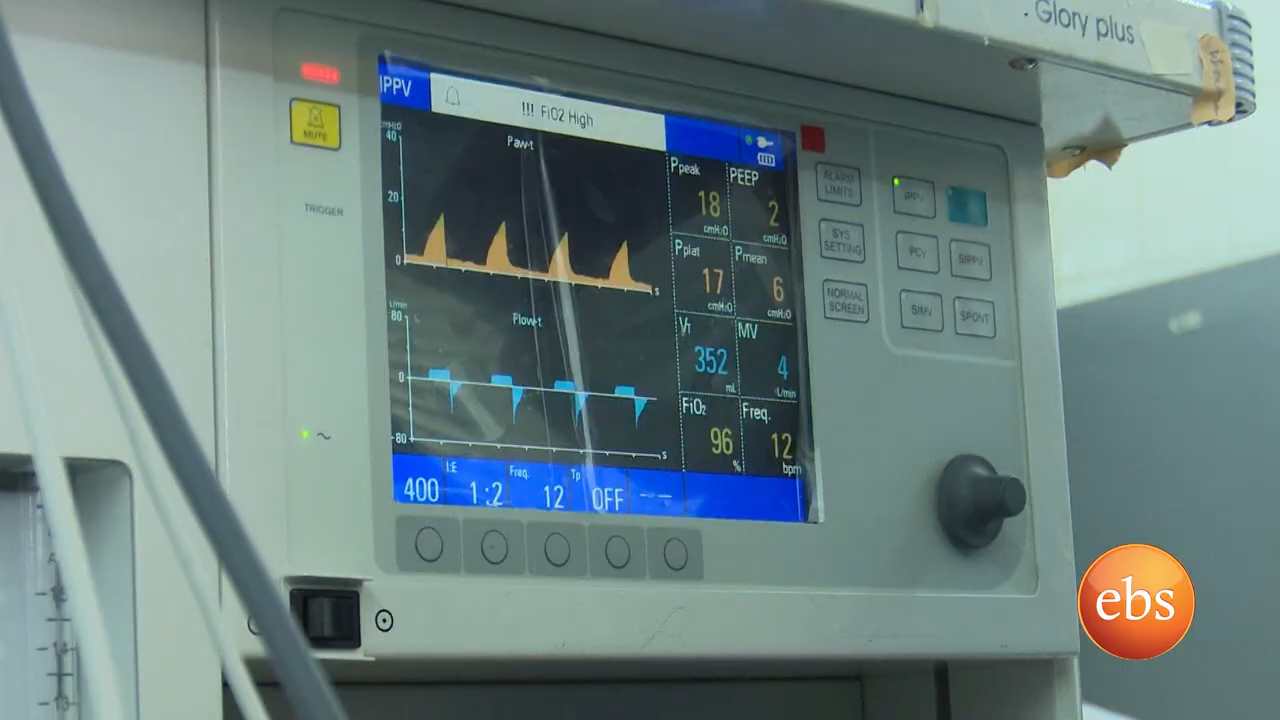 Glory plus
IPPV
!!! FiO2 High
MUTE
TRIGGER
cmH2O
40
20
0
Paw-t
s
L/min
80
0
-80
Flow-t
s
Ppeak
18
cmH2O
PEEP
2
cmH2O
Pplat
17
cmH2O
Pmean
6
cmH2O
VT
352
mL
MV
4
L/min
FiO2
96
%
Freq.
12
bpm
400
I:E
1:2
Freq.
12
Tp
OFF
---
ALARM
LIMITS
SYS
SETTING
NORMAL
SCREEN
IPPV
PCV
SIPPV
SIMV
SPONT
ebs